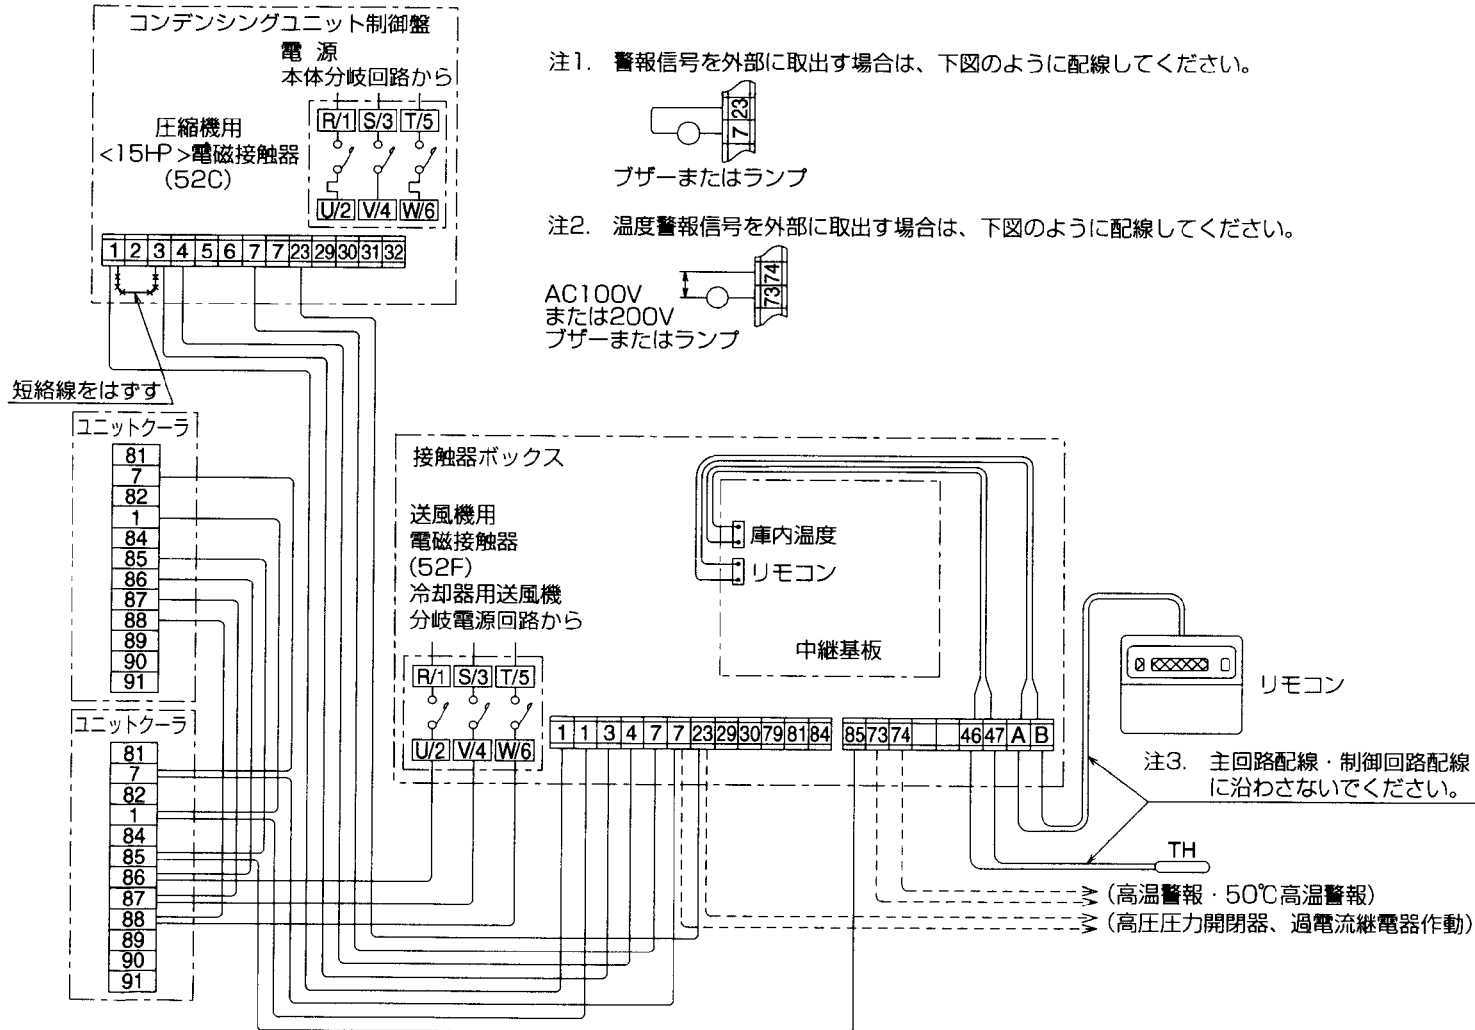 コンデンシングユニット制御盤
電 源
本体分岐回路から
R/1 S/3 T/5
圧縮機用
<15HP>電磁接触器
(52C)
U/2 V/4 W/6
1 2 3 4 5 6 7 7 23 29 30 31 32
短絡線をはずす
注1. 警報信号を外部に取出す場合は、下図のように配線してください。
7 23
ブザーまたはランプ
注2. 温度警報信号を外部に取出す場合は、下図のように配線してください。
73 74
AC100V
または200V
ブザーまたはランプ
ユニットクーラ
81
7
82
1
84
85
86
87
88
89
90
91
ユニットクーラ
81
7
82
1
84
85
86
87
88
89
90
91
接触器ボックス
送風機用
電磁接触器
(52F)
冷却器用送風機
分岐電源回路から
R/1 S/3 T/5
U/2 V/4 W/6
庫内温度
リモコン
中継基板
1 1 3 4 7 7 23 29 30 79 81 84
85 73 74 46 47 A B
リモコン
注3. 主回路配線・制御回路配線
に沿わさないでください。
TH
(高温警報・50℃高温警報)
(高圧圧力開閉器、過電流継電器作動)